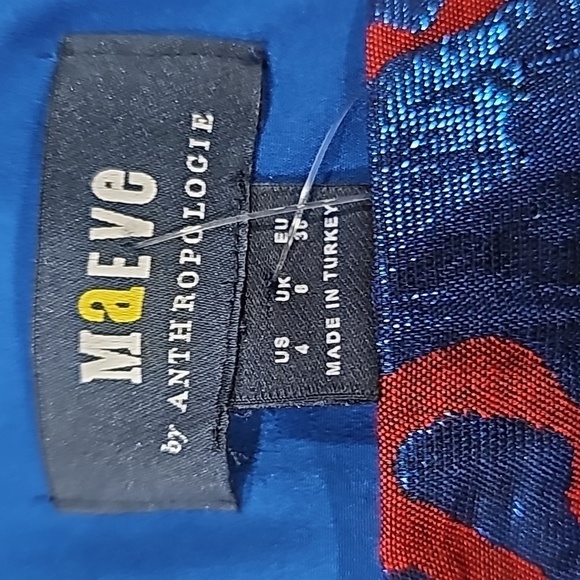 MaEVe
by ANTHROPOLOGIE
US UK EU
4 8 36
MADE IN TURKEY